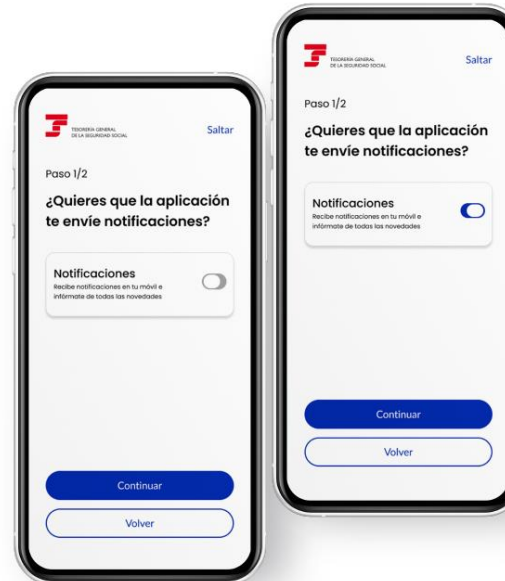 TESORERÍA GENERAL
DE LA SEGURIDAD SOCIAL
Saltar
Paso 1/2
¿Quieres que la aplicación
te envíe notificaciones?
Notificaciones
Recibe notificaciones en tu móvil e
infórmate de todas las novedades
Continuar
Volver
TESORERÍA GENERAL
DE LA SEGURIDAD SOCIAL
Saltar
Paso 1/2
¿Quieres que la aplicación
te envíe notificaciones?
Notificaciones
Recibe notificaciones en tu móvil e
infórmate de todas las novedades
Continuar
Volver